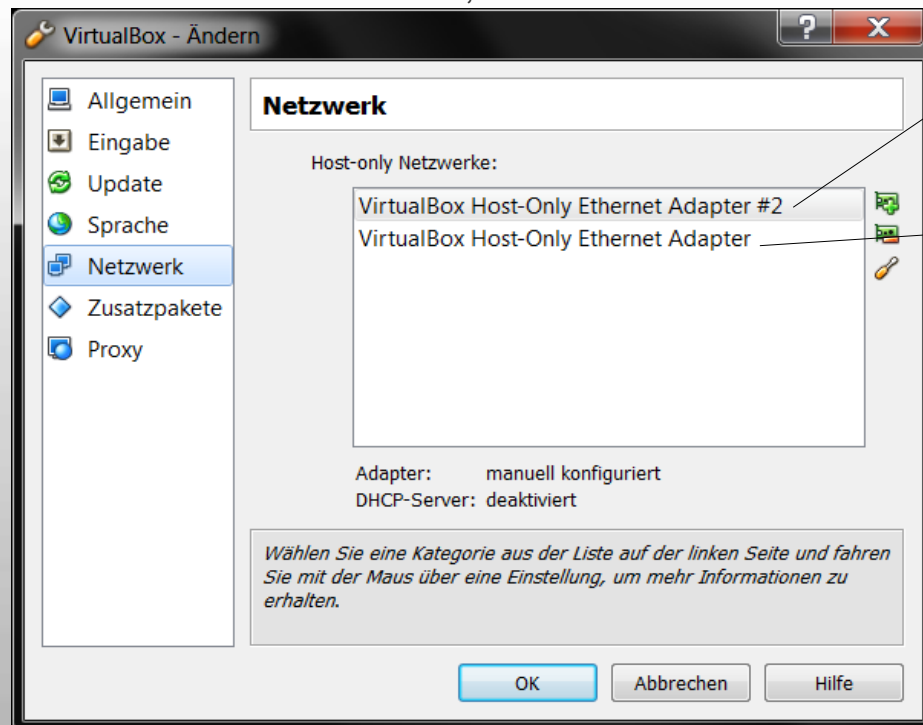 VirtualBox - Ändern
Allgemein
Eingabe
Update
Sprache
Netzwerk
Zusatzpakete
Proxy
Netzwerk
Host-only Netzwerke:
VirtualBox Host-Only Ethernet Adapter #2
VirtualBox Host-Only Ethernet Adapter
Adapter: manuell konfiguriert
DHCP-Server: deaktiviert
Wählen Sie eine Kategorie aus der Liste auf der linken Seite und fahren
Sie mit der Maus über eine Einstellung, um mehr Informationen zu
erhalten.
OK Abbrechen Hilfe